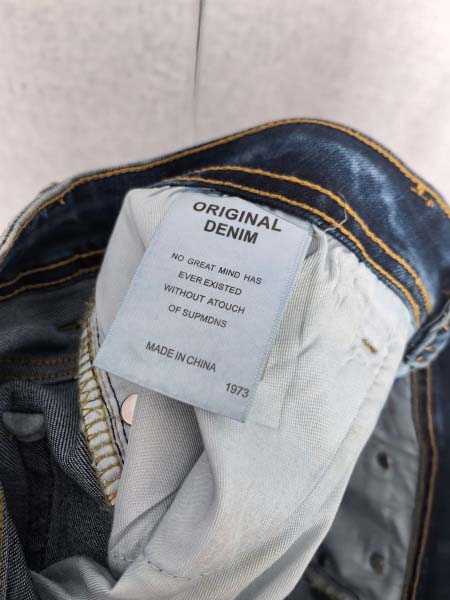 ORIGINAL
DENIM
NO GREAT MIND HAS
EVER EXISTED
WITHOUT ATOUCH
OF SUPMDNS
MADE IN CHINA
1973